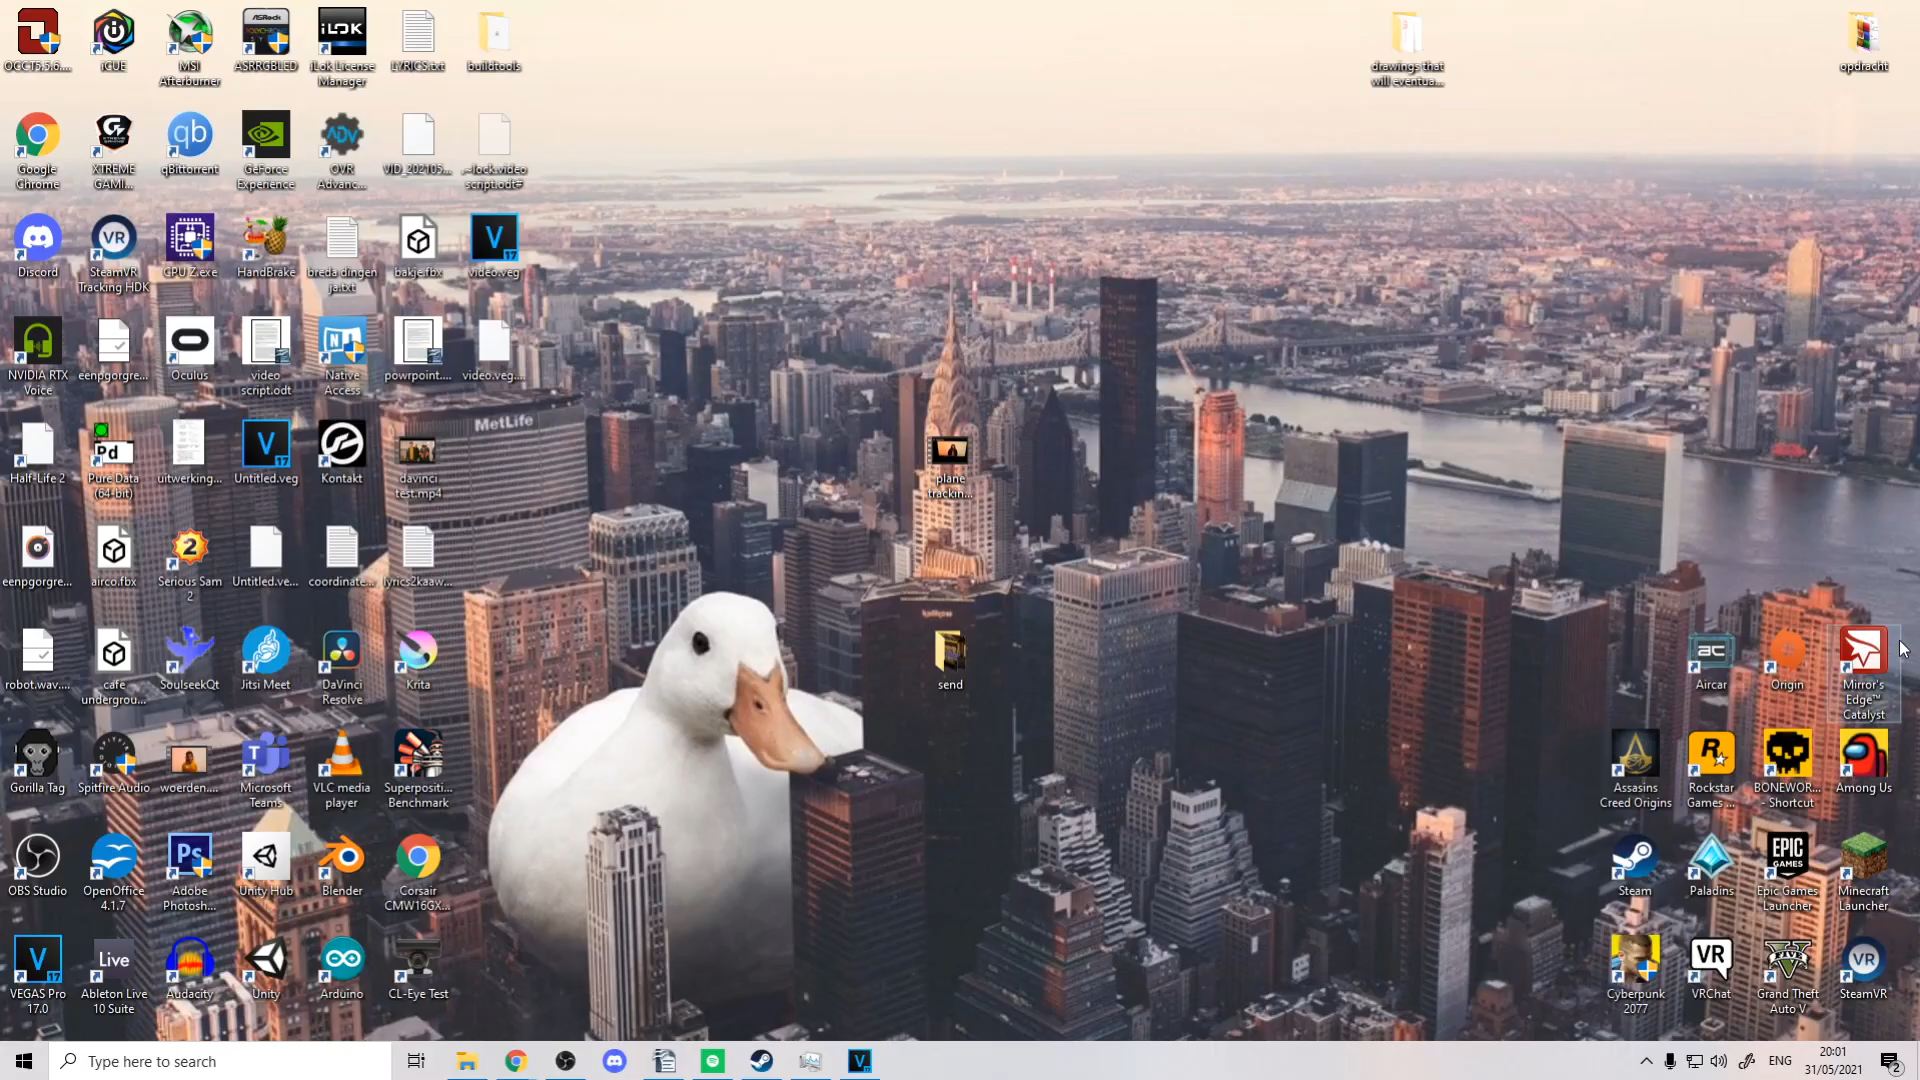 OCCT5.5.6....
iCUE
MSI
Afterburner
ASRRGBLED
iLok License
Manager
LYRICS.txt
buildtools
drawings that
will eventua...
opdracht
Google
Chrome
XTREME
GAMI...
qBittorrent
GeForce
Experience
OVR
Advanc...
VID_202105...
.~lock.video
script.odt#
Discord
SteamVR
Tracking HDK
CPU Z.exe
HandBrake
breda dingen
ja.txt
bakje.fbx
video.veg
NVIDIA RTX
Voice
eenpgorgre...
Oculus
video
script.odt
Native
Access
powrpoint....
video.veg....
MetLife
Half-Life 2
Pure Data
(64-bit)
uitwerking...
Untitled.veg
Kontakt
davinci
test.mp4
plane
trackin...
eenpgorgre...
airco.fbx
Serious Sam
2
Untitled.ve...
coordinate...
lyrics2kaaw...
robot.wav....
cafe
undergrou...
SoulseekQt
Jitsi Meet
DaVinci
Resolve
Krita
send
Aircar
Origin
Mirror's
Edge™
Catalyst
Gorilla Tag
Spitfire Audio
woerden....
Microsoft
Teams
VLC media
player
Superpositi...
Benchmark
Assasins
Creed Origins
Rockstar
Games ...
BONEWOR...
- Shortcut
Among Us
OBS Studio
OpenOffice
4.1.7
Adobe
Photosh...
Unity Hub
Blender
Corsair
CMW16GX...
Steam
Paladins
Epic Games
Launcher
Minecraft
Launcher
VEGAS Pro
17.0
Ableton Live
10 Suite
Audacity
Unity
Arduino
CL-Eye Test
Cyberpunk
2077
VRChat
Grand Theft
Auto V
SteamVR
Type here to search
ENG
20:01
31/05/2021
2